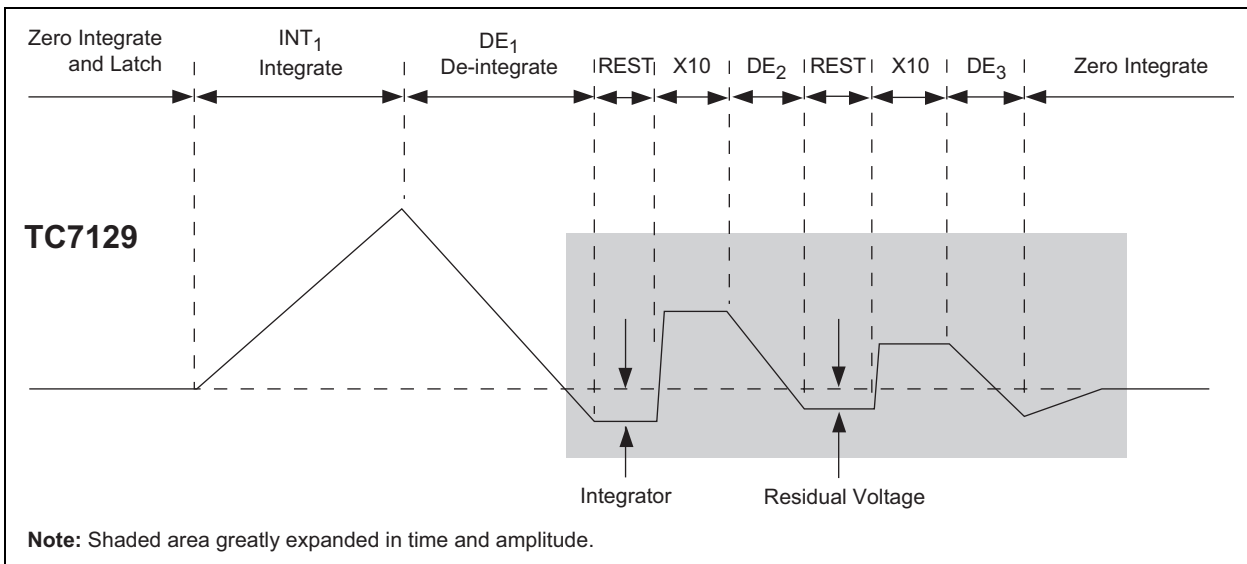 Zero Integrate
and Latch
INT1
Integrate
DE1
De-integrate
REST
X10
DE2
REST
X10
DE3
Zero Integrate
TC7129
Integrator
Residual Voltage
Note: Shaded area greatly expanded in time and amplitude.